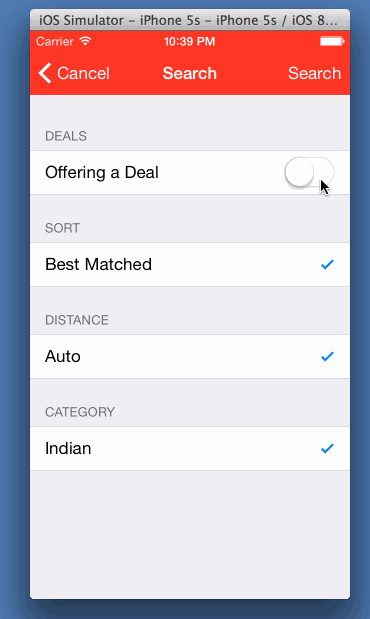 iOS Simulator – iPhone 5s – iPhone 5s / iOS 8...
Carrier 10:39 PM
Cancel Search Search
DEALS
Offering a Deal
SORT
Best Matched
DISTANCE
Auto
CATEGORY
Indian